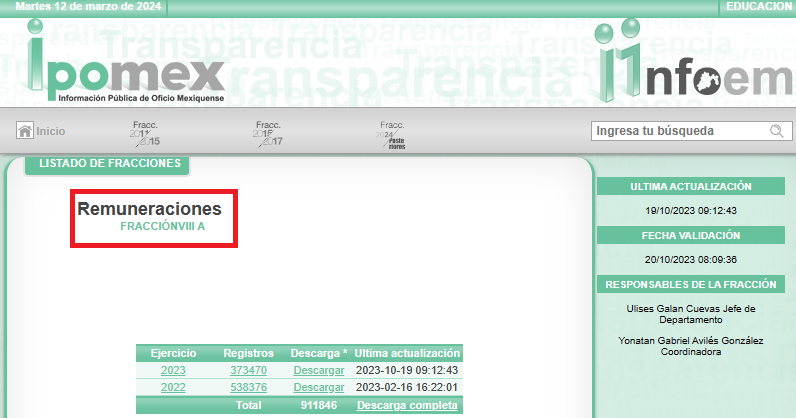 Martes 12 de marzo de 2024
EDUCACION
ipomex
Información Pública de Oficio Mexiquense
infoem
Inicio
Fracc.
2015
Fracc.
2017
Fracc.
2024
Poste
riores
Ingresa tu búsqueda
LISTADO DE FRACCIONES
Remuneraciones
FRACCIÓNVIII A
Ejercicio Registros Descarga * Ultima actualización
2023 373470 Descargar 2023-10-19 09:12:43
2022 538376 Descargar 2023-02-16 16:22:01
Total 911846 Descarga completa
ULTIMA ACTUALIZACIÓN
19/10/2023 09:12:43
FECHA VALIDACIÓN
20/10/2023 08:09:36
RESPONSABLES DE LA FRACCIÓN
Ulises Galan Cuevas Jefe de
Departamento
Yonatan Gabriel Avilés González
Coordinadora